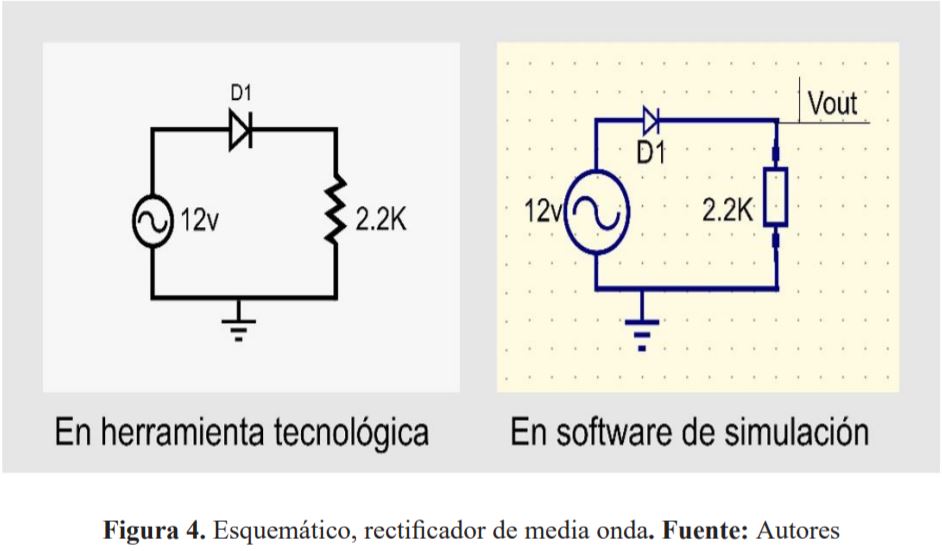 D1
12v
2.2K
Vout
D1
12v
2.2K
En herramienta tecnológica
En software de simulación
Figura 4. Esquemático, rectificador de media onda. Fuente: Autores